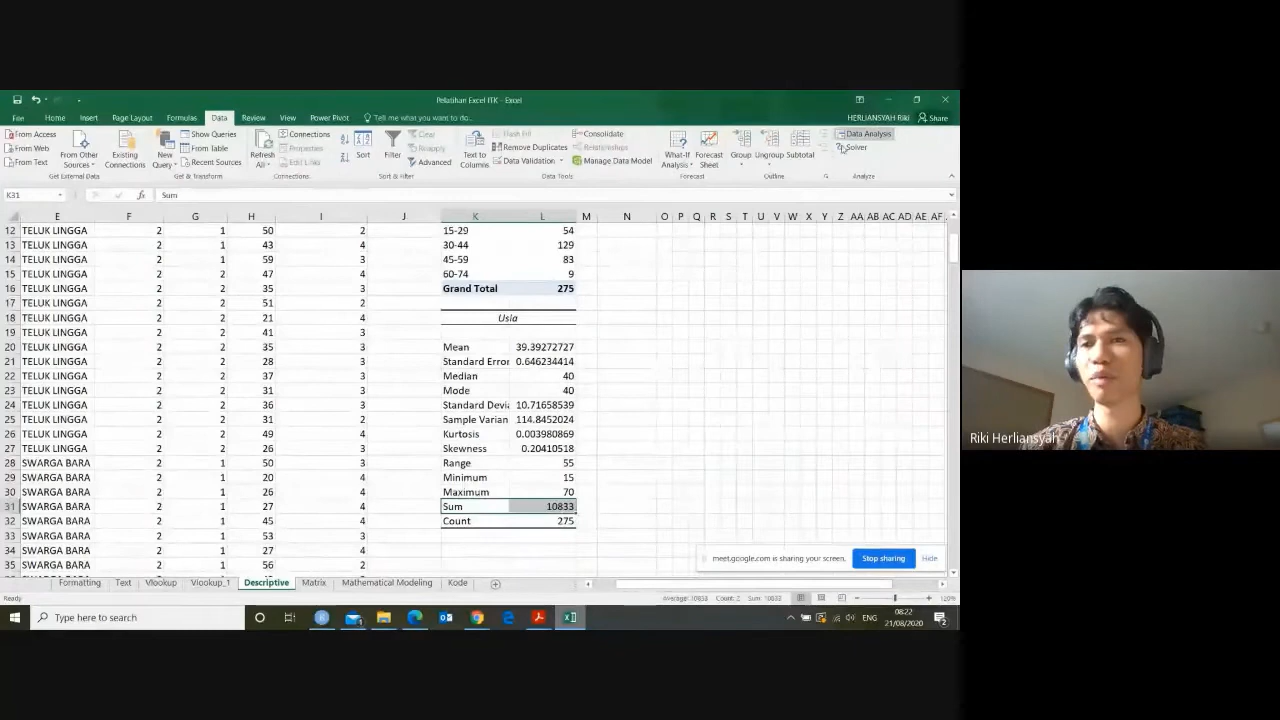 Pelatihan Excel ITK - Excel
File Home Insert Page Layout Formulas Data Review View Power Pivot Tell me what you want to do... HERLIANSYAH Riki Share
From Access
From Web
From Text
From Other Sources
Existing Connections
Get External Data
New Query
Show Queries
From Table
Recent Sources
Get & Transform
Refresh All
Connections
Properties
Edit Links
Connections
Sort
Filter
Clear
Reapply
Advanced
Sort & Filter
Text to Columns
Flash Fill
Remove Duplicates
Data Validation
Consolidate
Relationships
Manage Data Model
Data Tools
What-If Analysis
Forecast Sheet
Forecast
Group
Ungroup
Subtotal
Outline
Data Analysis
Solver
Analyze
K31 fx Sum
E F G H I J K L M N O P Q R S T U V W X Y Z AA AB AC AD AE AF
12 TELUK LINGGA 2 1 50 2 15-29 54
13 TELUK LINGGA 2 1 43 4 30-44 129
14 TELUK LINGGA 2 1 59 3 45-59 83
15 TELUK LINGGA 2 2 47 4 60-74 9
16 TELUK LINGGA 2 2 35 3 Grand Total 275
17 TELUK LINGGA 2 2 51 2
18 TELUK LINGGA 2 2 21 4 Usia
19 TELUK LINGGA 2 2 41 3
20 TELUK LINGGA 2 2 35 3 Mean 39.39272727
21 TELUK LINGGA 2 2 28 3 Standard Error 0.646234414
22 TELUK LINGGA 2 2 37 3 Median 40
23 TELUK LINGGA 2 2 31 3 Mode 40
24 TELUK LINGGA 2 2 36 3 Standard Devia 10.71658539
25 TELUK LINGGA 2 2 31 2 Sample Varian 114.8452024
26 TELUK LINGGA 2 2 49 4 Kurtosis 0.003980869
27 TELUK LINGGA 2 2 26 3 Skewness 0.20410518
28 SWARGA BARA 2 1 50 3 Range 55
29 SWARGA BARA 2 1 20 4 Minimum 15
30 SWARGA BARA 2 1 26 4 Maximum 70
31 SWARGA BARA 2 1 27 4 Sum 10833
32 SWARGA BARA 2 1 45 4 Count 275
33 SWARGA BARA 2 1 53 3
34 SWARGA BARA 2 1 27 4
35 SWARGA BARA 2 1 56 2
meet.google.com is sharing your screen. Stop sharing Hide
Formatting Text Vlookup Vlookup_1 Descriptive Matrix Mathematical Modeling Kode
Ready Average: 10833 Count: 2 Sum: 10833 120%
Type here to search
ENG
08:22
21/08/2020
2
Riki Herliansyah